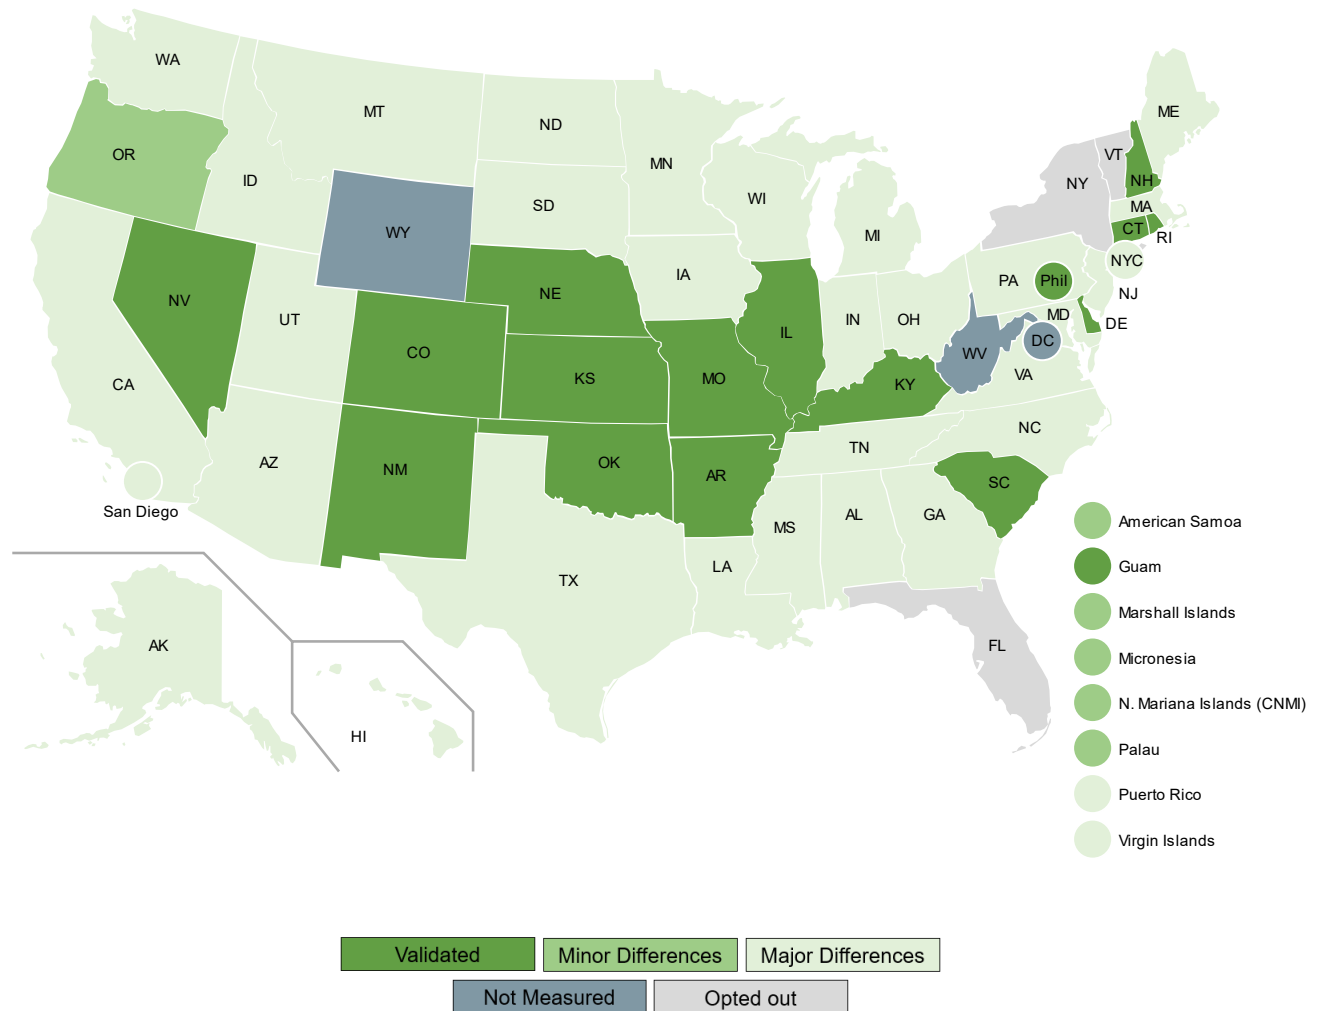 WA
MT
ND
MN
ME
OR
ID
SD
WI
MI
VT
NH
NY
MA
CT
RI
WY
NYC
IA
NE
PA
Phil
NJ
NV
UT
CO
IL
IN
OH
MD
DE
DC
WV
VA
CA
KS
MO
KY
NC
AZ
NM
OK
AR
TN
SC
San Diego
MS
AL
GA
TX
LA
American Samoa
Guam
Marshall Islands
AK
FL
Micronesia
N. Mariana Islands (CNMI)
HI
Palau
Puerto Rico
Virgin Islands
Validated
Minor Differences
Major Differences
Not Measured
Opted out